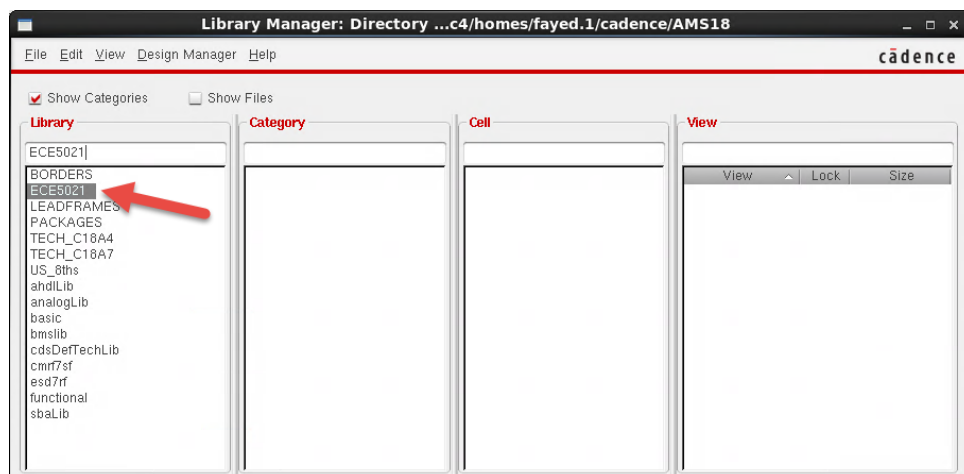 Library Manager: Directory ...c4/homes/fayed.1/cadence/AMS18
File Edit View Design Manager Help
cādence
Show Categories Show Files
Library Category Cell View
ECE5021
View Lock Size
BORDERS
ECE5021
LEADFRAMES
PACKAGES
TECH_C18A4
TECH_C18A7
US_8ths
ahdlLib
analogLib
basic
bmslib
cdsDefTechLib
cmrf7sf
esd7rf
functional
sbaLib